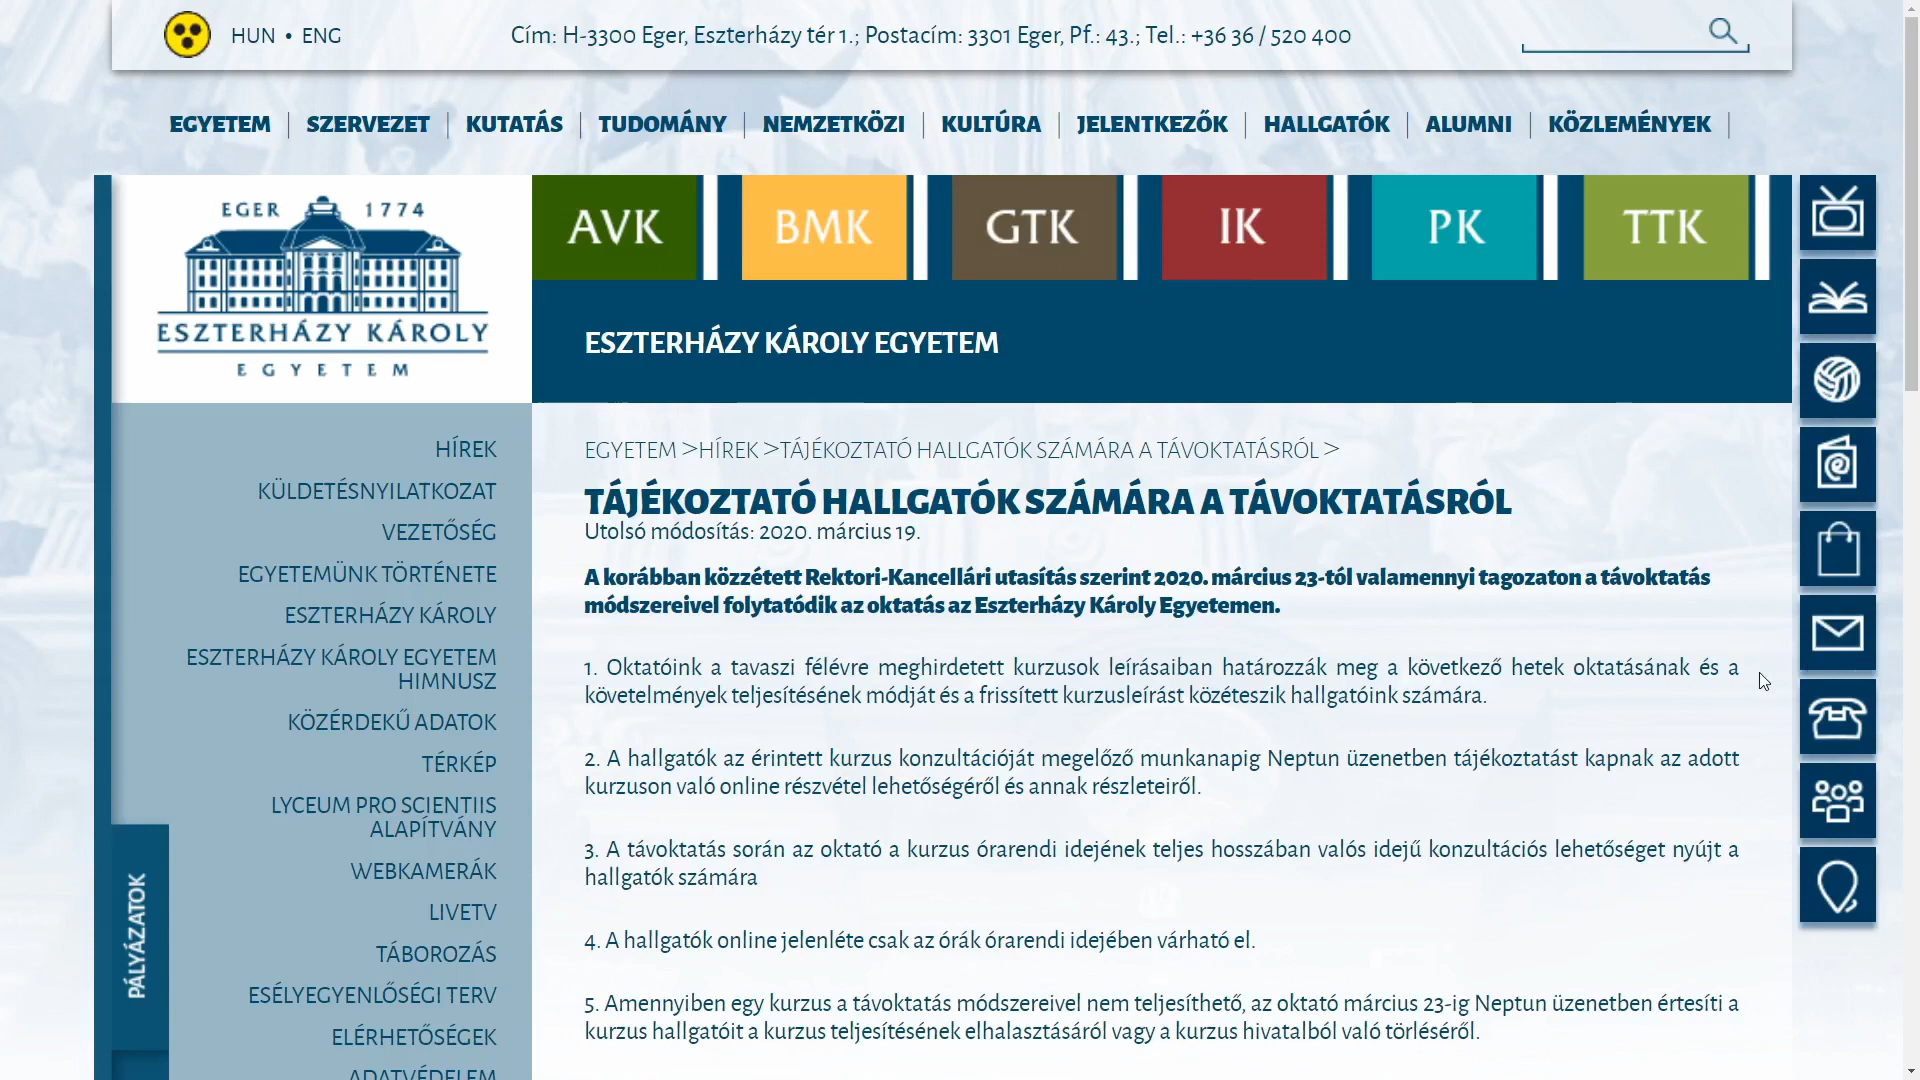 HUN • ENG
Cím: H-3300 Eger, Eszterházy tér 1.; Postacím: 3301 Eger, Pf.: 43.; Tel.: +36 36 / 520 400
EGYETEM
SZERVEZET
KUTATÁS
TUDOMÁNY
NEMZETKÖZI
KULTÚRA
JELENTKEZŐK
HALLGATÓK
ALUMNI
KÖZLEMÉNYEK
EGER 1774
ESZTERHÁZY KÁROLY
EGYETEM
AVK
BMK
GTK
IK
PK
TTK
ESZTERHÁZY KÁROLY EGYETEM
HÍREK
KÜLDETÉSNYILATKOZAT
VEZETŐSÉG
EGYETEMÜNK TÖRTÉNETE
ESZTERHÁZY KÁROLY
ESZTERHÁZY KÁROLY EGYETEM
HIMNUSZ
KÖZÉRDEKŰ ADATOK
TÉRKÉP
LYCEUM PRO SCIENTIIS
ALAPÍTVÁNY
WEBKAMERÁK
LIVETV
TÁBOROZÁS
ESÉLYEGYENLŐSÉGI TERV
ELÉRHETŐSÉGEK
ADATVÉDELEM
PÁLYÁZATOK
EGYETEM >HÍREK >TÁJÉKOZTATÓ HALLGATÓK SZÁMÁRA A TÁVOKTATÁSRÓL >
TÁJÉKOZTATÓ HALLGATÓK SZÁMÁRA A TÁVOKTATÁSRÓL
Utolsó módosítás: 2020. március 19.
A korábban közzétett Rektori-Kancellári utasítás szerint 2020. március 23-tól valamennyi tagozaton a távoktatás
módszereivel folytatódik az oktatás az Eszterházy Károly Egyetemen.
1. Oktatóink a tavaszi félévre meghirdetett kurzusok leírásaiban határozzák meg a következő hetek oktatásának és a
követelmények teljesítésének módját és a frissített kurzusleírást közéteszik hallgatóink számára.
2. A hallgatók az érintett kurzus konzultációját megelőző munkanapig Neptun üzenetben tájékoztatást kapnak az adott
kurzuson való online részvétel lehetőségéről és annak részleteiről.
3. A távoktatás során az oktató a kurzus órarendi idejének teljes hosszában valós idejű konzultációs lehetőséget nyújt a
hallgatók számára
4. A hallgatók online jelenléte csak az órák órarendi idejében várható el.
5. Amennyiben egy kurzus a távoktatás módszereivel nem teljesíthető, az oktató március 23-ig Neptun üzenetben értesíti a
kurzus hallgatóit a kurzus teljesítésének elhalasztásáról vagy a kurzus hivatalból való törléséről.